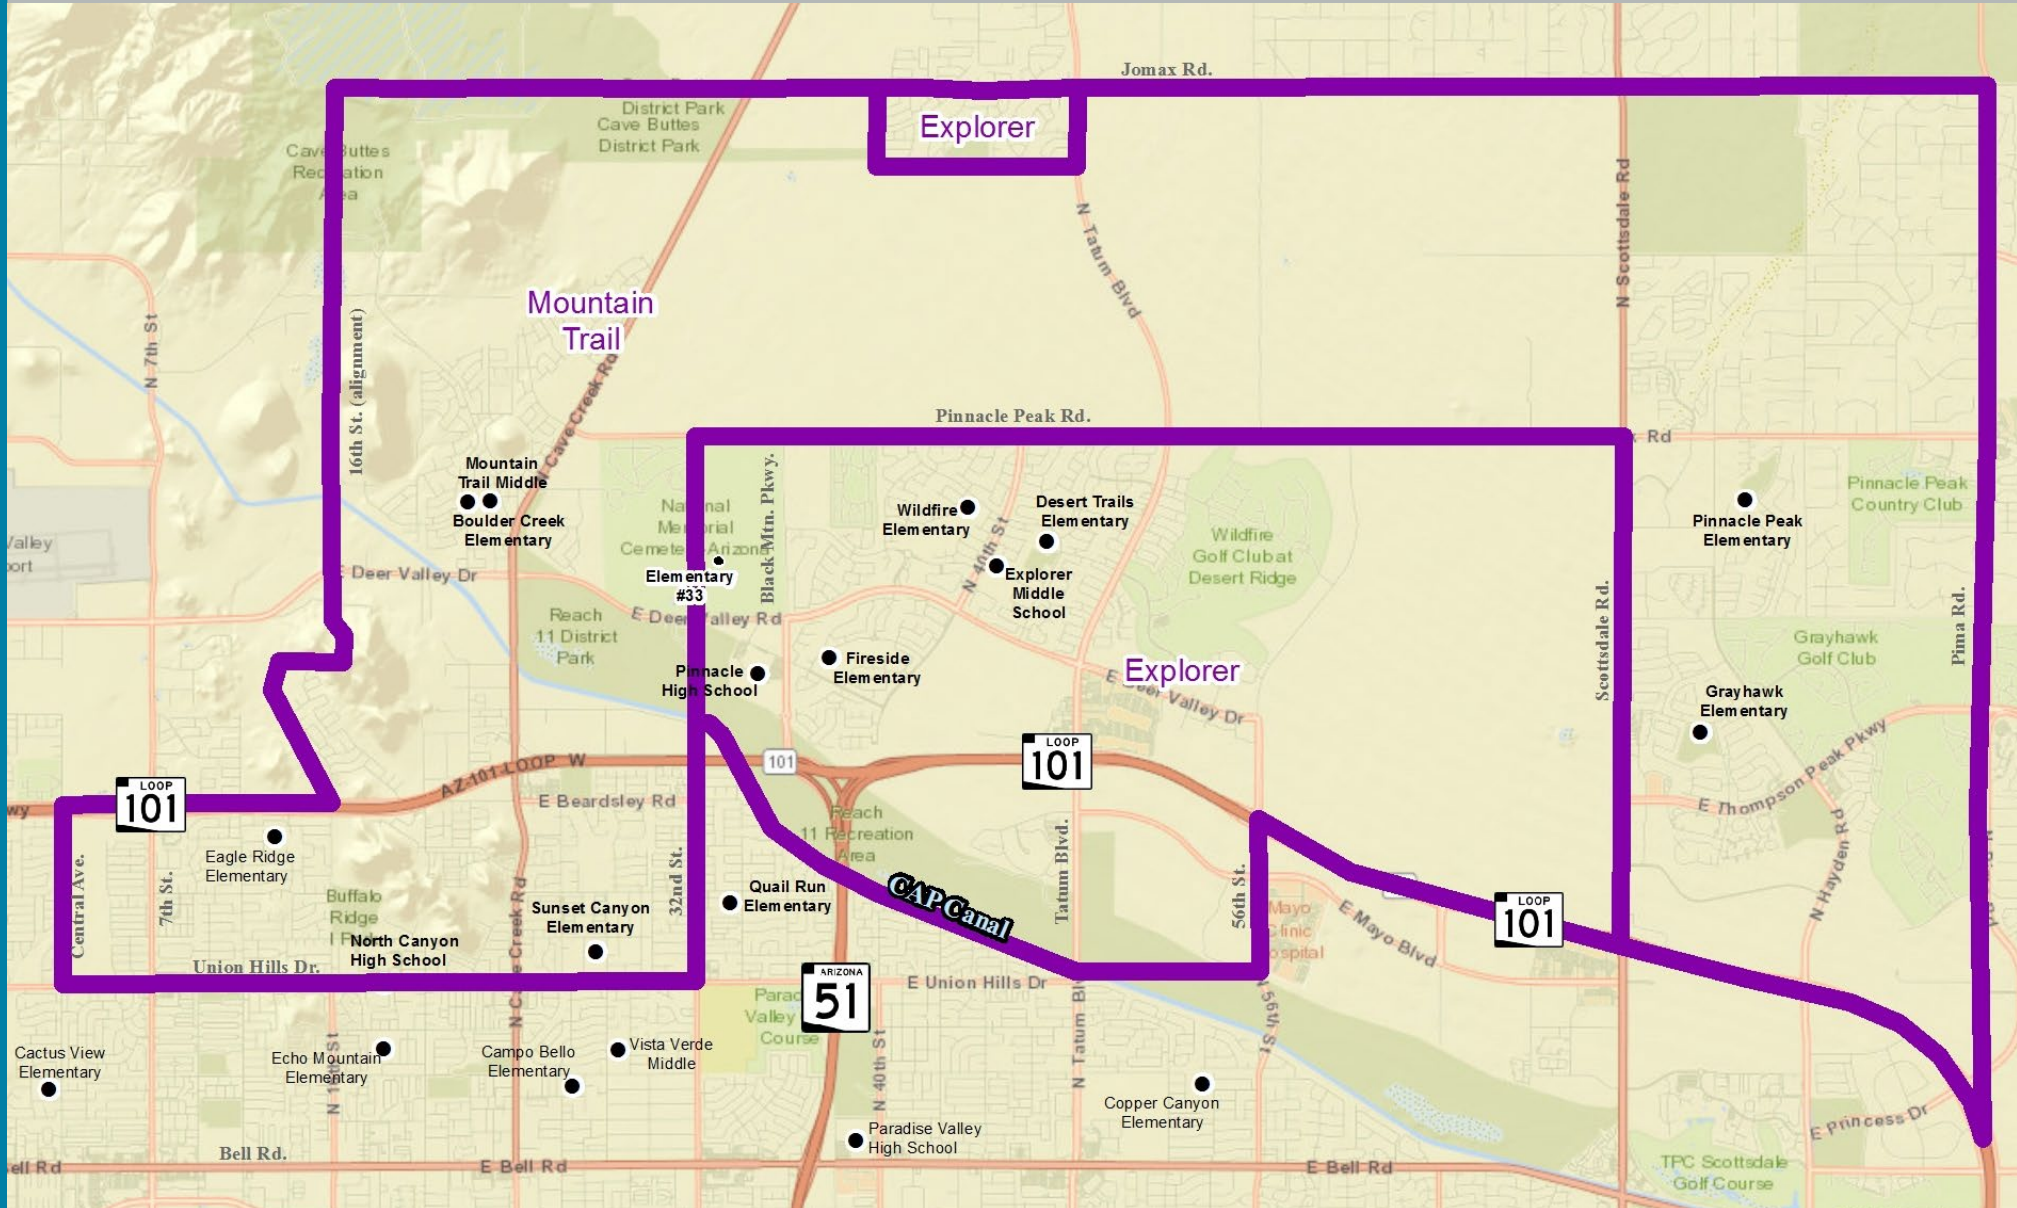 Jomax Rd.
District Park
Cave Buttes
District Park
Explorer
Cave Buttes
Recreation
Area
N Scottsdale Rd
N Tatum Blvd
Mountain
Trail
N 7th St
16th St. (alignment)
N Cave Creek Rd
Pinnacle Peak Rd.
Rd
Mountain
Trail Middle
Boulder Creek
Elementary
National
Memorial
Cemetery Arizona
Black Mtn. Pkwy.
Wildfire
Elementary
N 40th St
Desert Trails
Elementary
Explorer
Middle
School
Wildfire
Golf Club at
Desert Ridge
Pinnacle Peak
Elementary
Pinnacle Peak
Country Club
Valley
port
E Deer Valley Dr
Elementary
#33
E Deer Valley Rd
Reach
11 District
Park
Pinnacle
High School
Fireside
Elementary
Explorer
E Deer Valley Dr
Scottsdale Rd.
Grayhawk
Golf Club
Pima Rd.
Grayhawk
Elementary
E Thompson Peak Pkwy
N Hayden Rd
AZ-101-LOOP W
101
LOOP
101
LOOP
101
wy
E Beardsley Rd
Reach
11 Recreation
Area
Eagle Ridge
Elementary
Central Ave.
7th St.
Buffalo
Ridge
North Canyon
High School
Union Hills Dr.
N Cave Creek Rd
Sunset Canyon
Elementary
32nd St.
Quail Run
Elementary
CAP Canal
Tatum Blvd.
56th St.
Mayo
Clinic
Hospital
E Mayo Blvd
LOOP
101
ARIZONA
51
E Union Hills Dr
Paradise
Valley
Course
N 56th St
Cactus View
Elementary
Echo Mountain
Elementary
N 16th St
Campo Bello
Elementary
Vista Verde
Middle
N 40th St
N Tatum Blvd
Copper Canyon
Elementary
Paradise Valley
High School
E Princess Dr
TPC Scottsdale
Golf Course
Bell Rd.
Bell Rd
E Bell Rd
E Bell Rd